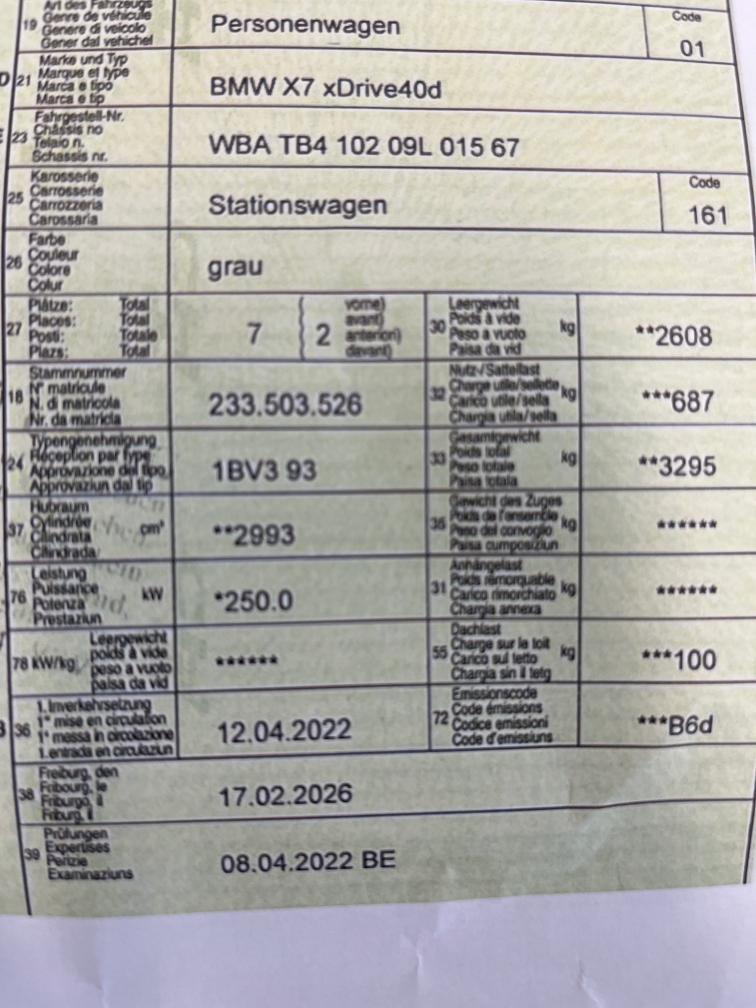 19 Art des Fahrzeugs
Genre de véhicule
Genere di veicolo
Gener dal vehichel
Personenwagen
Code
01
D 21 Marke und Typ
Marque et type
Marca e tipo
Marca e tip
BMW X7 xDrive40d
E 23 Fahrgestell-Nr.
Châssis no
Telaio n.
Schassis nr.
WBA TB4 102 09L 015 67
25 Karosserie
Carrosserie
Carrozzeria
Carossaria
Stationswagen
Code
161
26 Farbe
Couleur
Colore
Colur
grau
27 Plätze: Total
Places: Total
Posti: Totale
Plazs: Total
7
2
vorne)
avant)
anteriori)
davant)
30 Leergewicht
Poids à vide
Peso a vuoto
Paisa da vid
kg
**2608
18 Stammnummer
N° matricule
N. di matricola
Nr. da matricla
233.503.526
32 Nutz-/Sattellast
Charge utile/sellette
Carico utile/sella
Chargia utila/sella
kg
***687
24 Typengenehmigung
Réception par type
Approvazione del tipo
Approvaziun dal tip
1BV3 93
33 Gesamtgewicht
Poids total
Peso totale
Paisa totala
kg
**3295
37 Hubraum
Cylindrée
Cilindrata
Cilindrada
cm³
**2993
35 Gewicht des Zuges
Poids de l'ensemble
Peso del convoglio
Paisa cumposiziun
kg
******
76 Leistung
Puissance
Potenza
Prestaziun
kW
*250.0
31 Anhängelast
Poids remorquable
Carico rimorchiato
Chargia annexa
kg
******
78 kW/kg
Leergewicht
poids à vide
peso a vuoto
paisa da vid
******
55 Dachlast
Charge sur le toit
Carico sul tetto
Chargia sin il tetg
kg
***100
B 36 1. Inverkehrsetzung
1re mise en circulation
1a messa in circolazione
1. entrada en circulaziun
12.04.2022
72 Emissionscode
Code émissions
Codice emissioni
Code d'emissiuns
***B6d
38 Freiburg, den
Fribourg, le
Friburgo, il
Friburg, il
17.02.2026
39 Prüfungen
Expertises
Perizie
Examinaziuns
08.04.2022 BE